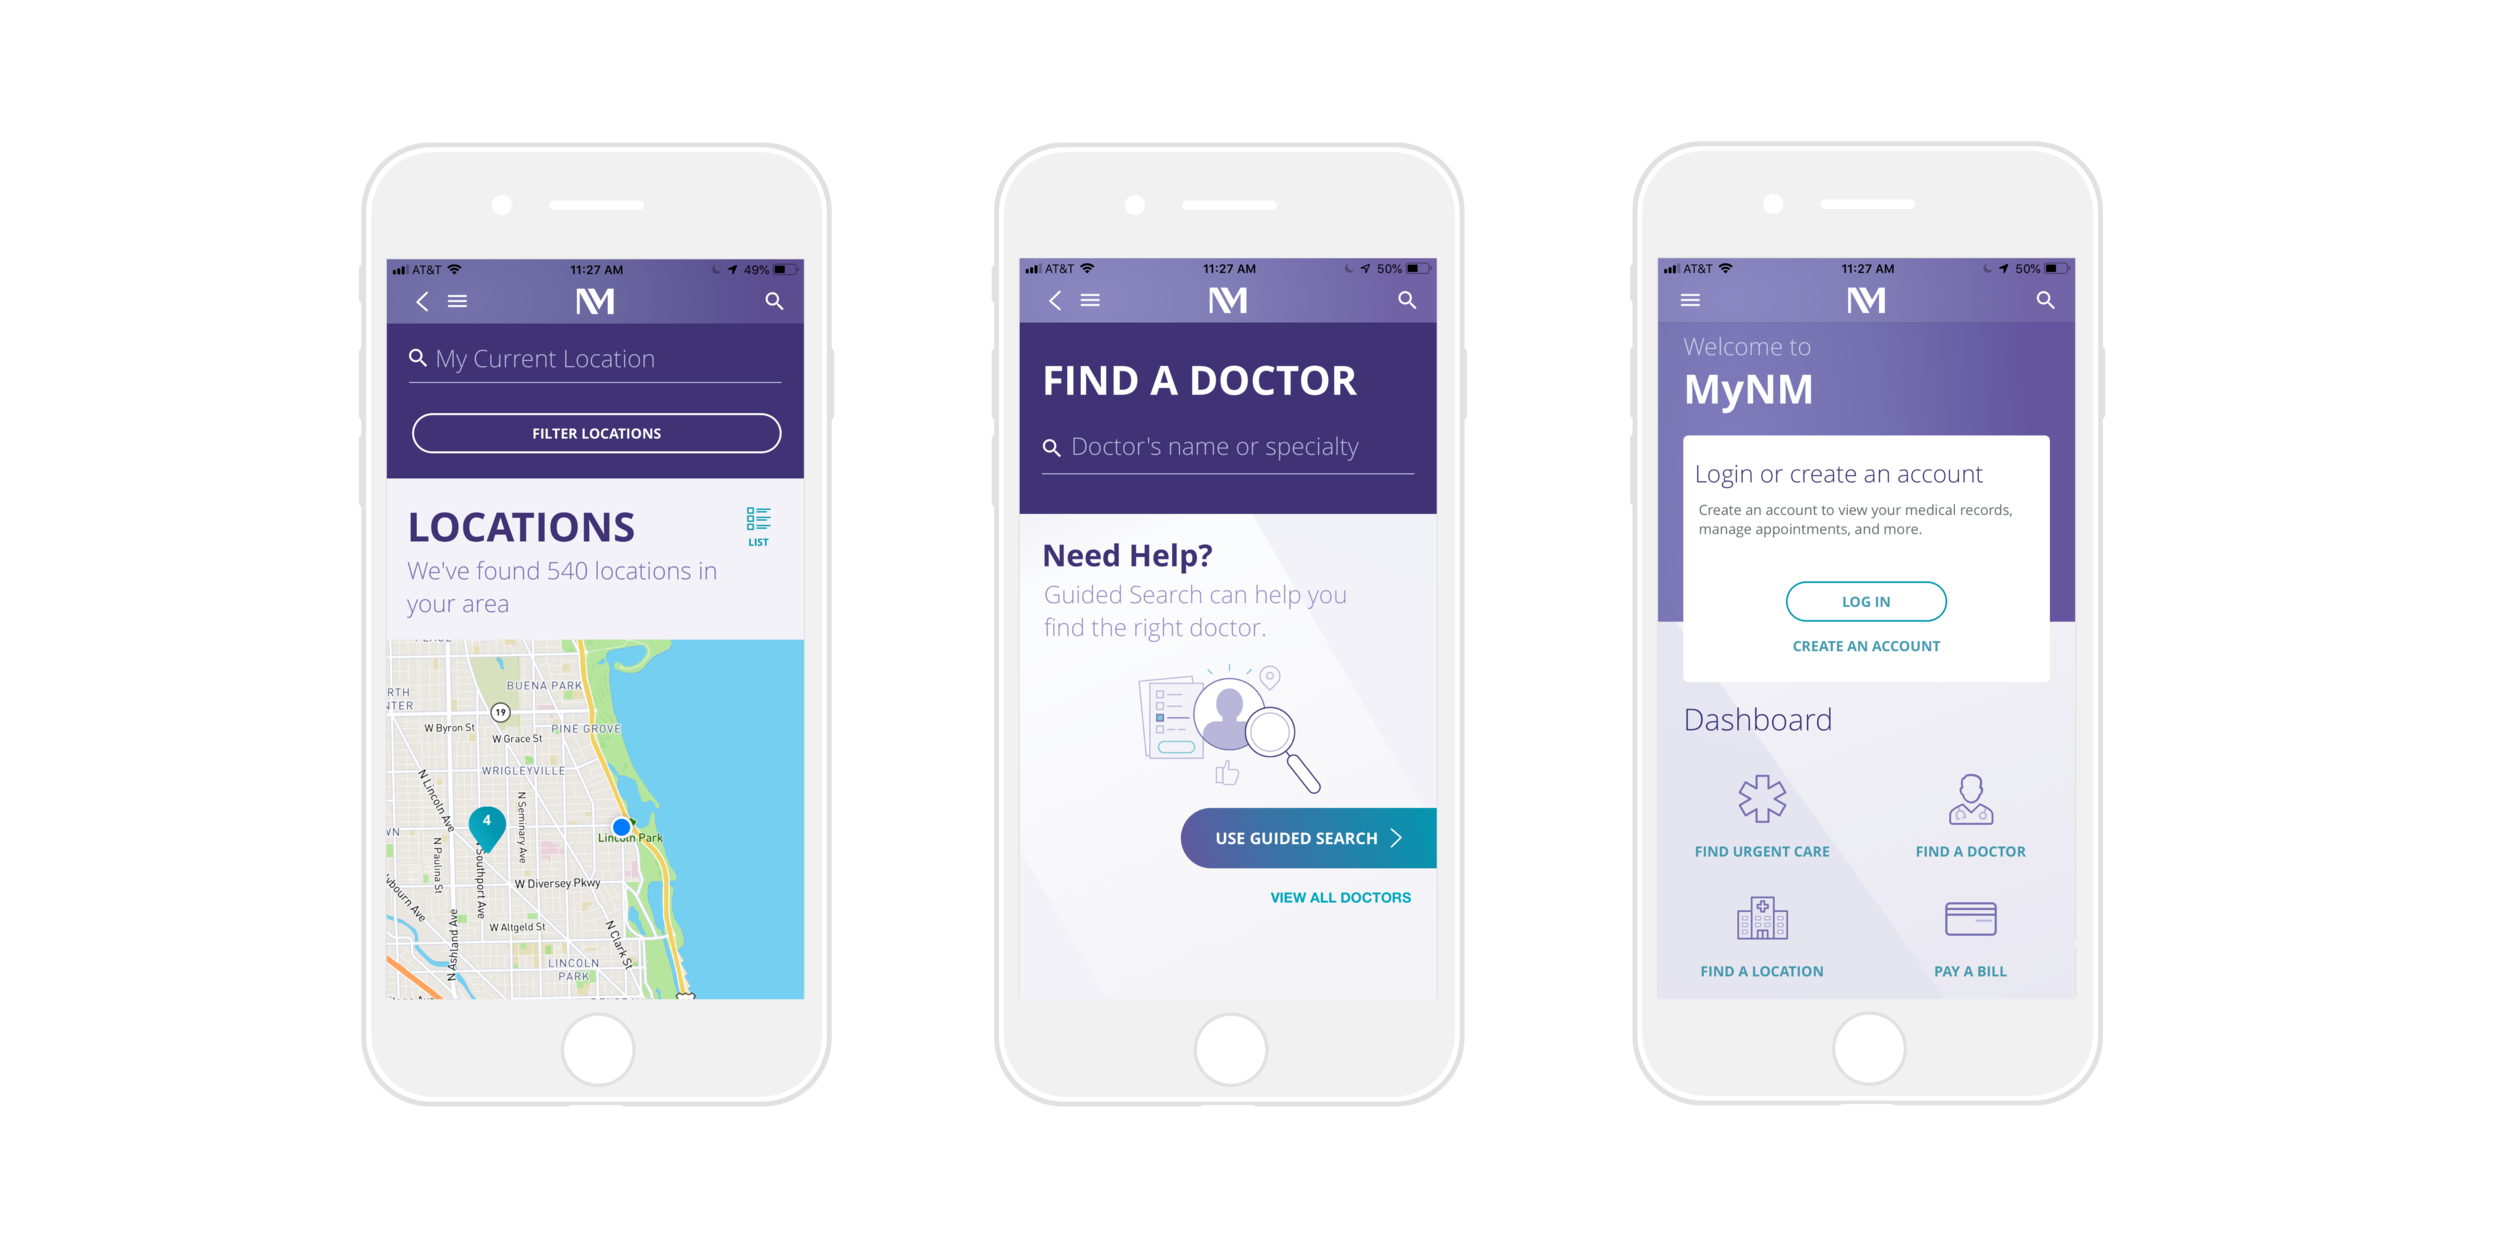 AT&T 11:27 AM 49%
NM
My Current Location
FILTER LOCATIONS
LOCATIONS
LIST
We've found 540 locations in
your area
BUENA PARK
RTH
NTER
19
W Byron St
PINE GROVE
W Grace St
WRIGLEYVILLE
N Lincoln Ave
N Seminary Ave
4
WN
Lincoln Park
N Paulina St
N Southport Ave
W Diversey Pkwy
ybourn Ave
N Ashland Ave
W Altgeld St
N Clark St
LINCOLN
PARK
AT&T 11:27 AM 50%
NM
FIND A DOCTOR
Doctor's name or specialty
Need Help?
Guided Search can help you
find the right doctor.
USE GUIDED SEARCH
VIEW ALL DOCTORS
AT&T 11:27 AM 50%
NM
Welcome to
MyNM
Login or create an account
Create an account to view your medical records,
manage appointments, and more.
LOG IN
CREATE AN ACCOUNT
Dashboard
FIND URGENT CARE
FIND A DOCTOR
FIND A LOCATION
PAY A BILL